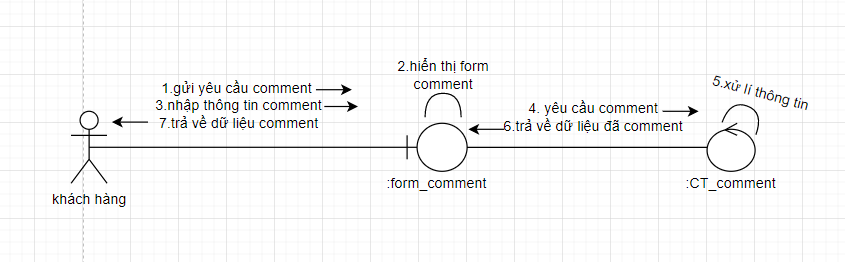 2.hiển thị form
comment
1.gửi yêu cầu comment
3.nhập thông tin comment
7.trả về dữ liệu comment
4. yêu cầu comment
6.trả về dữ liệu đã comment
5.xử lí thông tin
khách hàng
:form_comment
:CT_comment